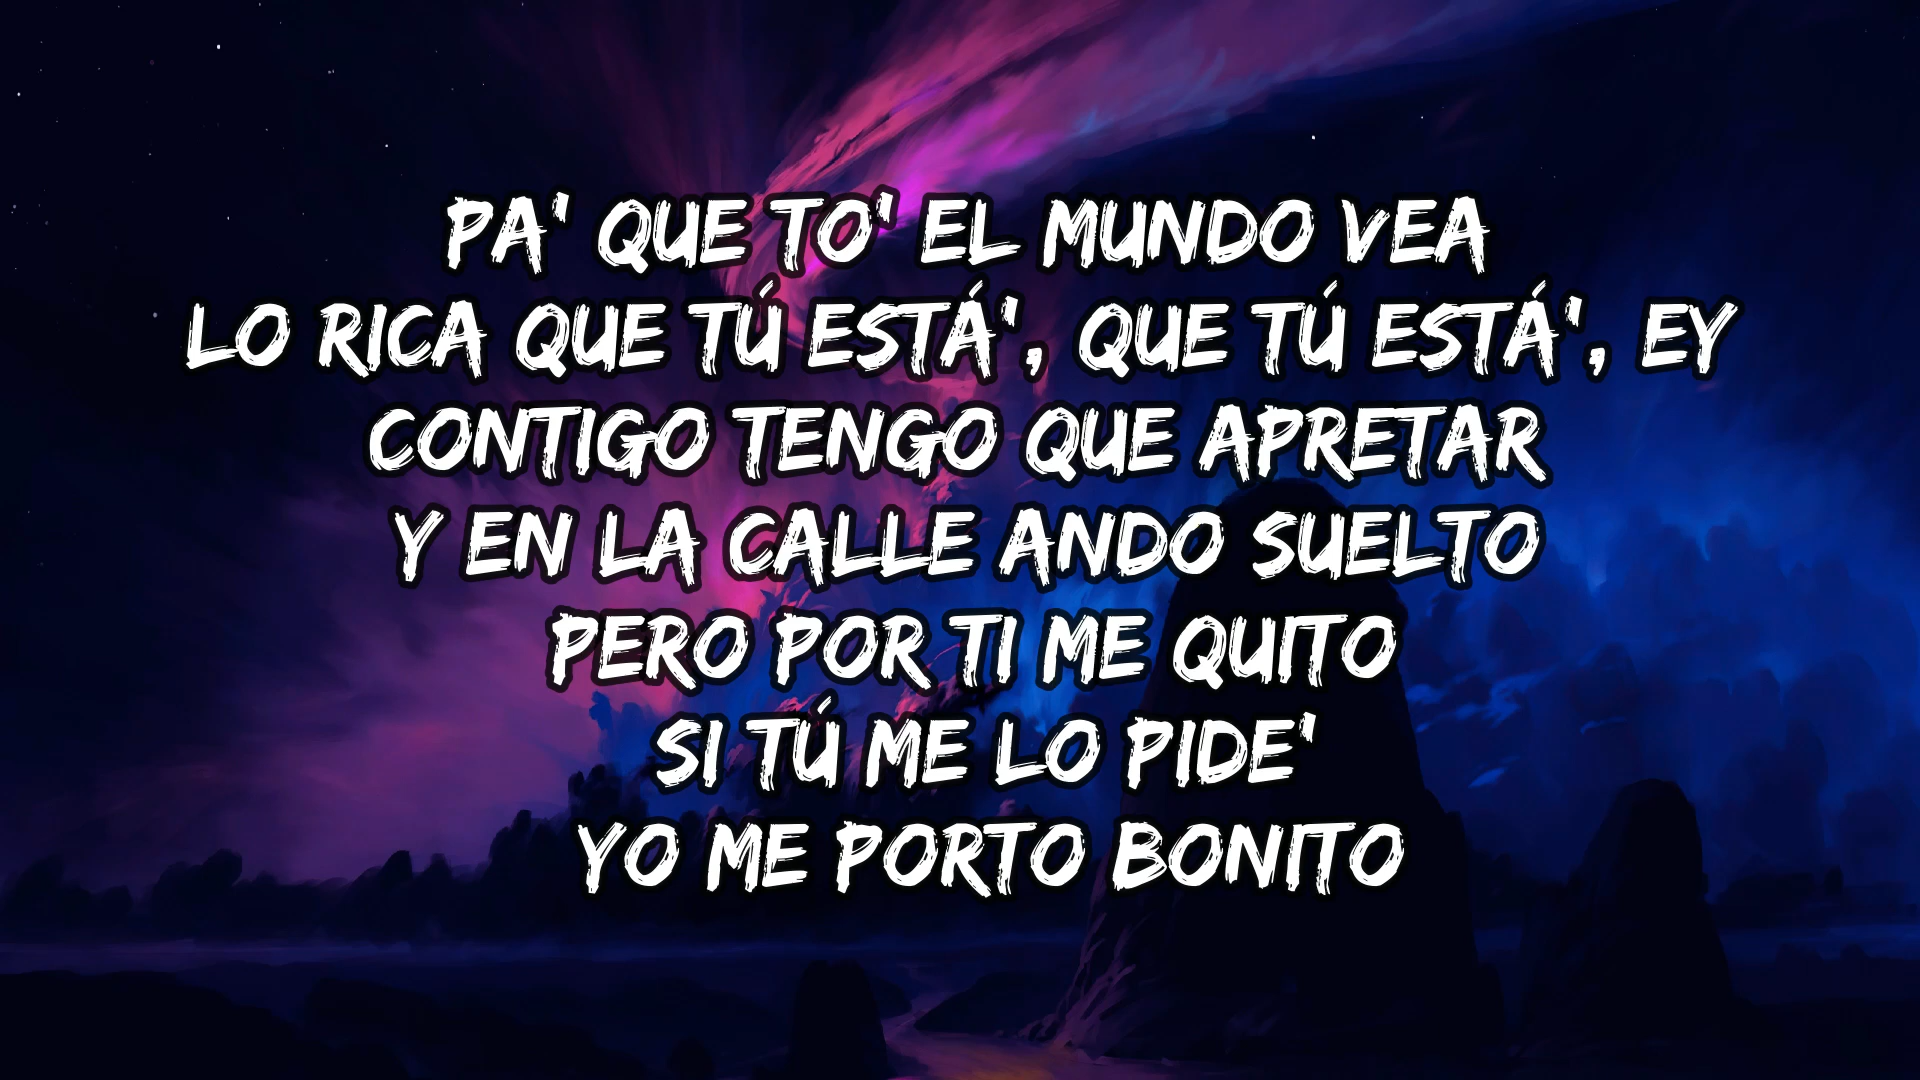 PA' QUE TO' EL MUNDO VEA
LO RICA QUE TÚ ESTÁ', QUE TÚ ESTÁ', EY
CONTIGO TENGO QUE APRETAR
Y EN LA CALLE ANDO SUELTO
PERO POR TI ME QUITO
SI TÚ ME LO PIDE'
YO ME PORTO BONITO